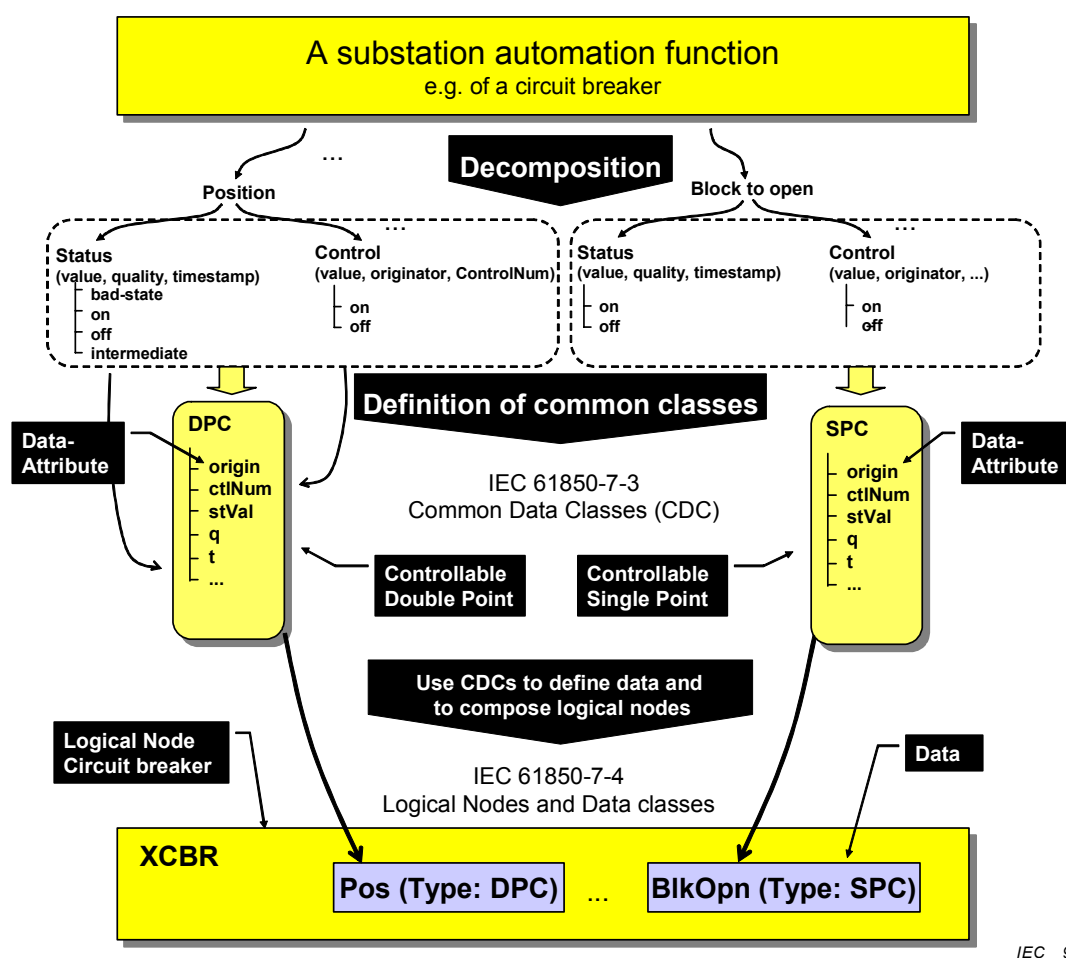 A substation automation function
e.g. of a circuit breaker
...
Decomposition
Position
Block to open
...
...
Status
(value, quality, timestamp)
bad-state
on
off
intermediate
Control
(value, originator, ControlNum)
on
off
Status
(value, quality, timestamp)
on
off
Control
(value, originator, ...)
on
off
Definition of common classes
Data-
Attribute
DPC
origin
ctlNum
stVal
q
t
...
IEC 61850-7-3
Common Data Classes (CDC)
SPC
origin
ctlNum
stVal
q
t
...
Data-
Attribute
Controllable
Double Point
Controllable
Single Point
Use CDCs to define data and
to compose logical nodes
Logical Node
Circuit breaker
IEC 61850-7-4
Logical Nodes and Data classes
Data
XCBR
Pos (Type: DPC)
...
BlkOpn (Type: SPC)
IEC 9